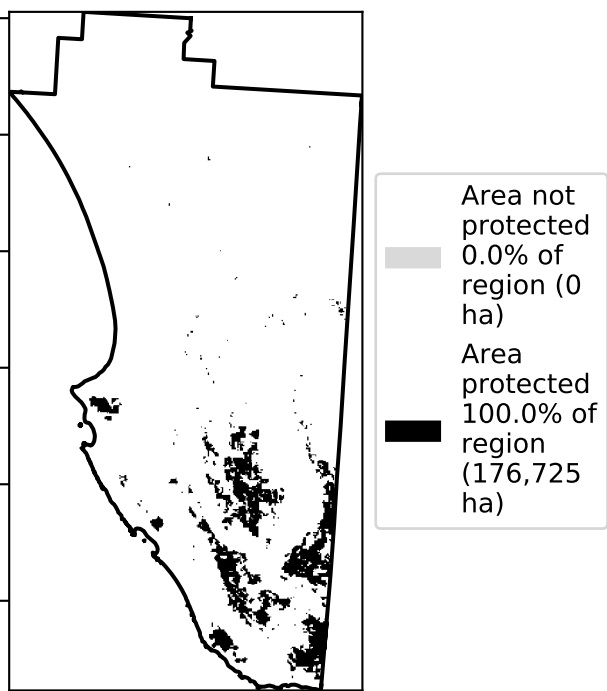 Area not
protected
0.0% of
region (0
ha)
Area
protected
100.0% of
region
(176,725
ha)